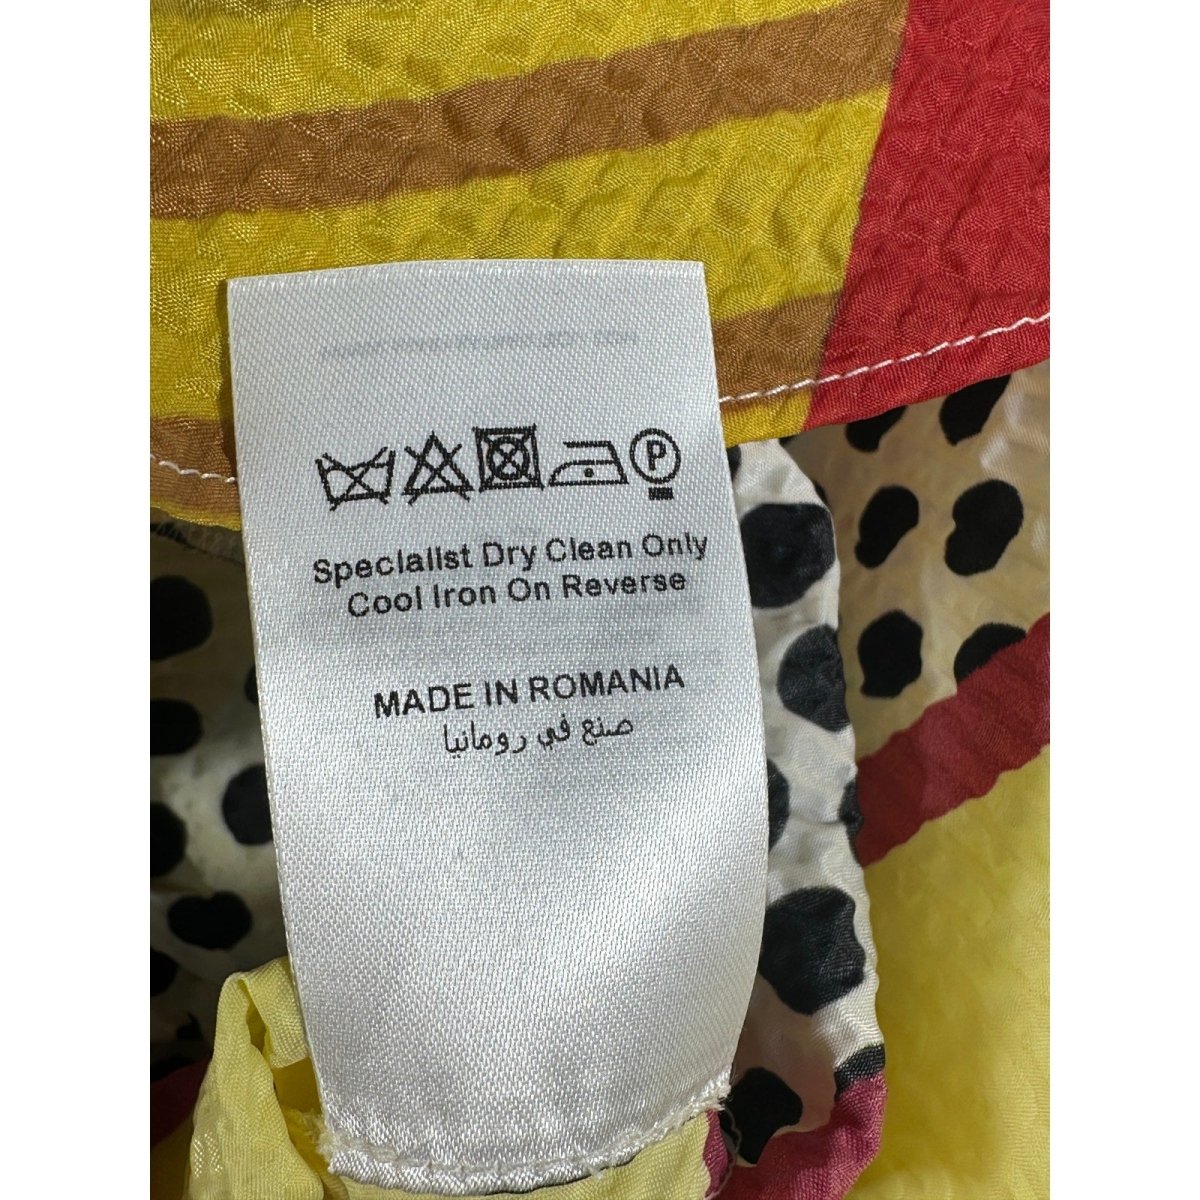 P
Specialist Dry Clean Only
Cool Iron On Reverse
MADE IN ROMANIA
صنع في رومانيا